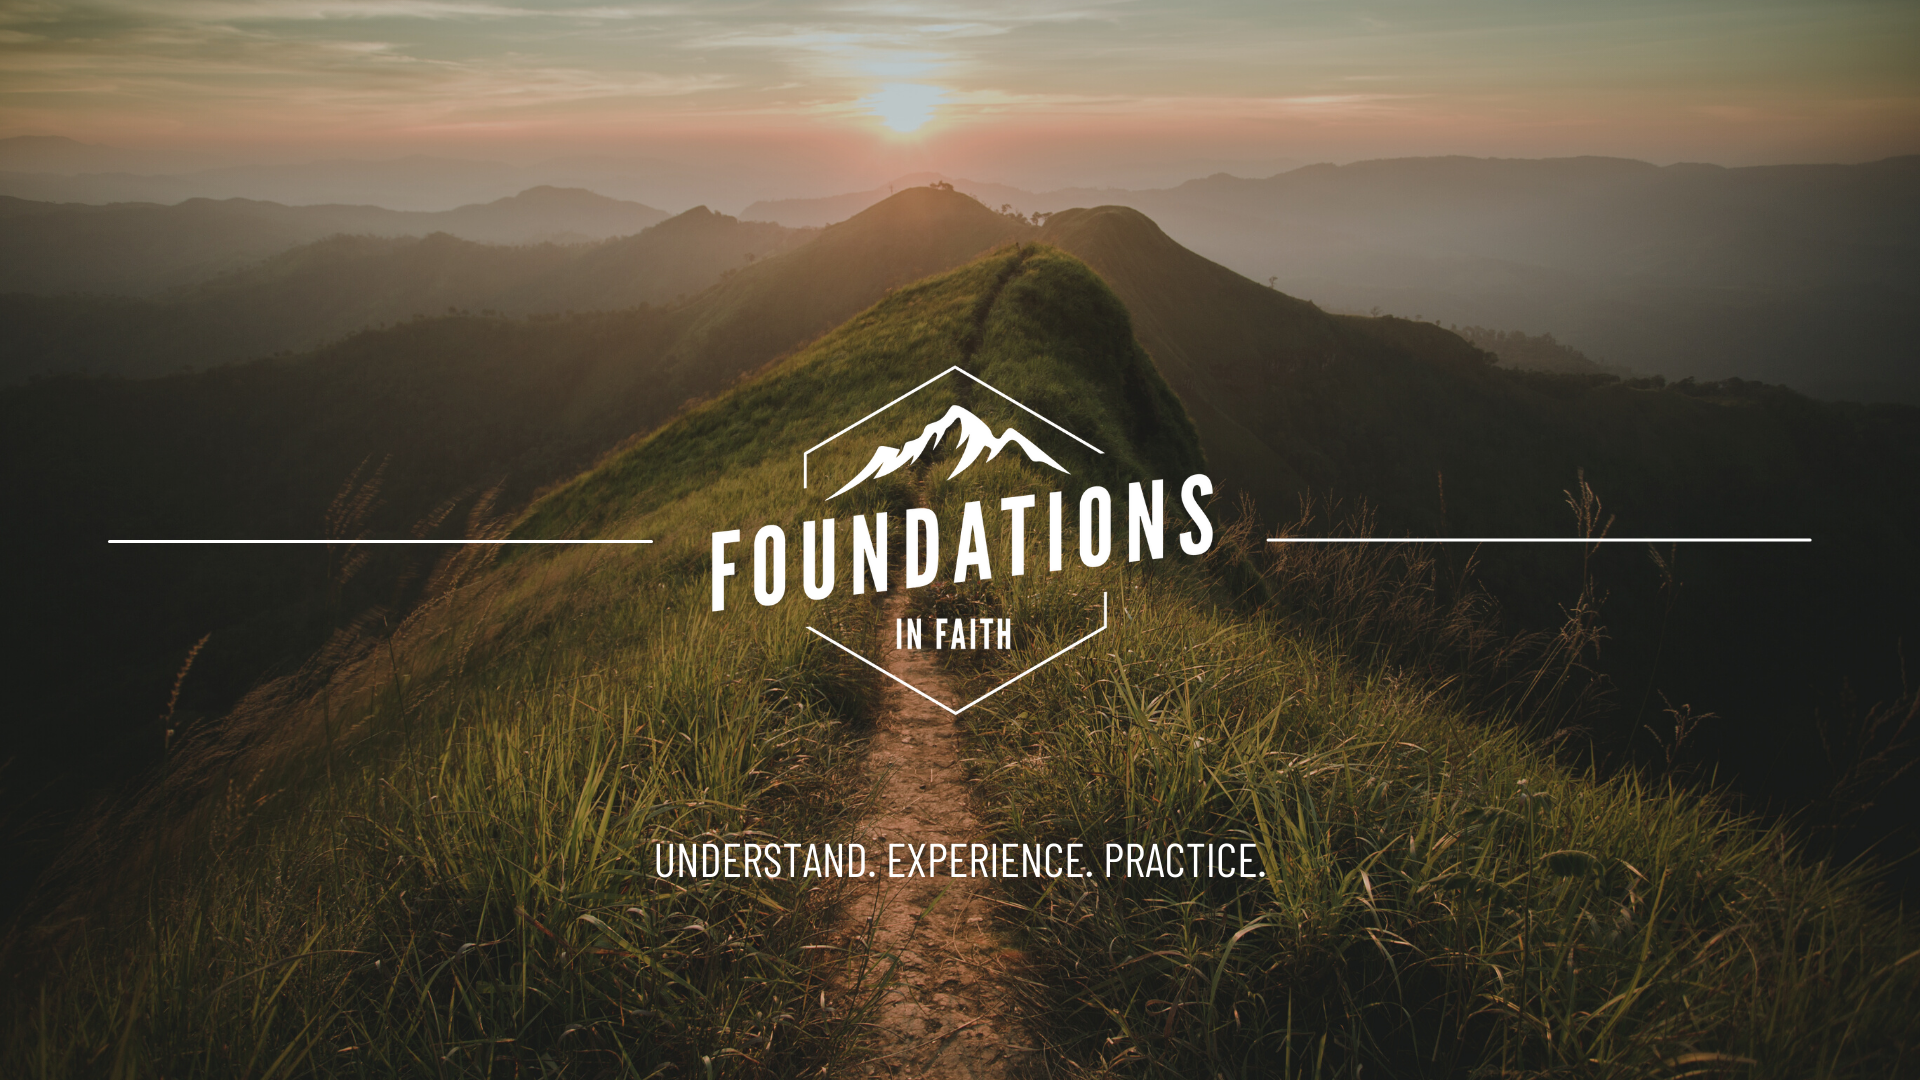 FOUNDATIONS
IN FAITH
UNDERSTAND. EXPERIENCE. PRACTICE.